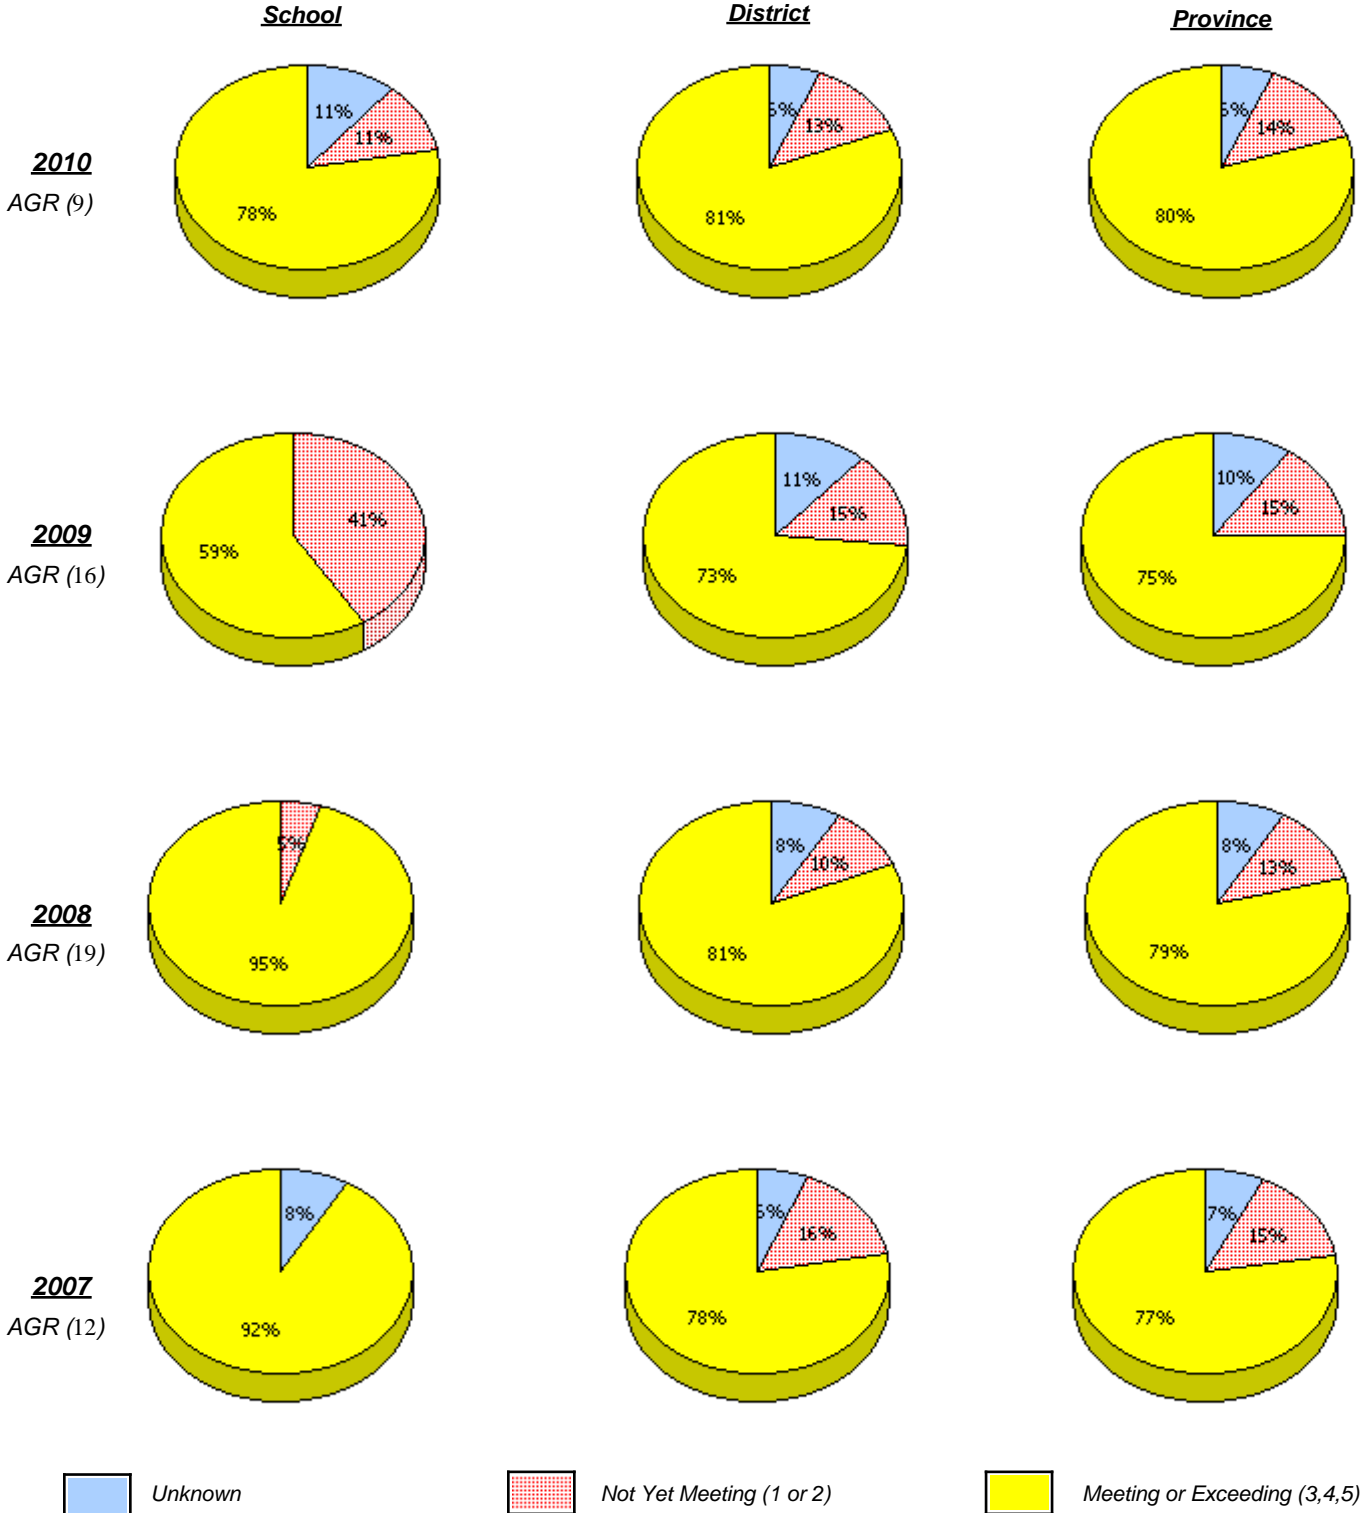 School District Province
2010
AGR (9)
11% 11% 78%
13% 81%
14% 80%
2009
AGR (16)
41% 59%
11% 15% 73%
10% 15% 75%
2008
AGR (19)
5% 95%
8% 10% 81%
8% 13% 79%
2007
AGR (12)
8% 92%
16% 78%
7% 15% 77%
Unknown Not Yet Meeting (1 or 2) Meeting or Exceeding (3,4,5)